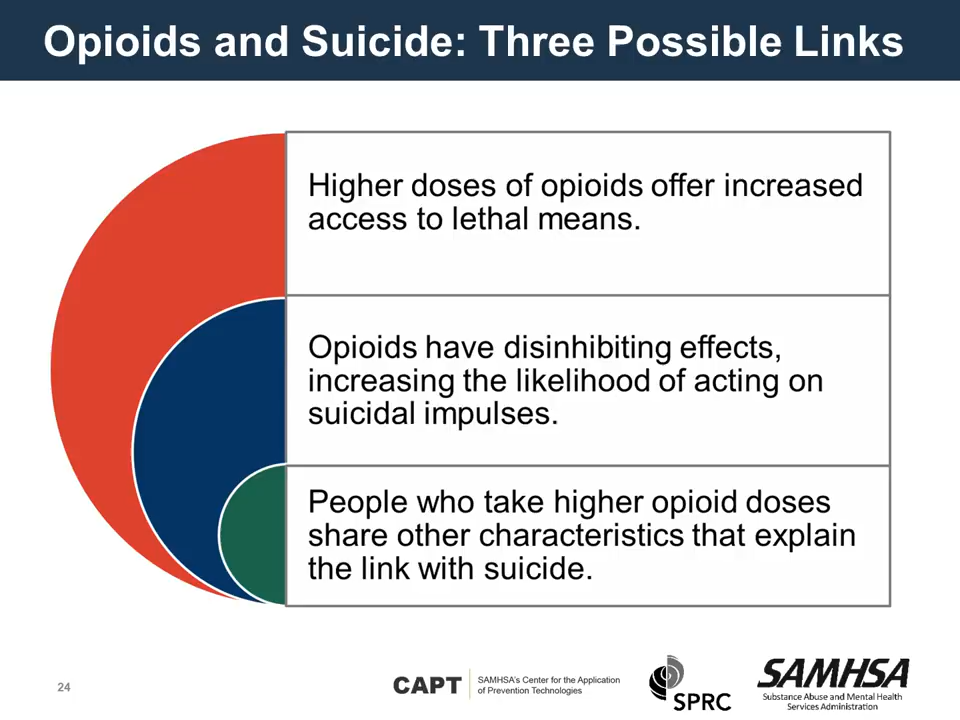 Opioids and Suicide: Three Possible Links
Higher doses of opioids offer increased
access to lethal means.
Opioids have disinhibiting effects,
increasing the likelihood of acting on
suicidal impulses.
People who take higher opioid doses
share other characteristics that explain
the link with suicide.
24
CAPT
SAMHSA's Center for the Application
of Prevention Technologies
SPRC
SAMHSA
Substance Abuse and Mental Health
Services Administration